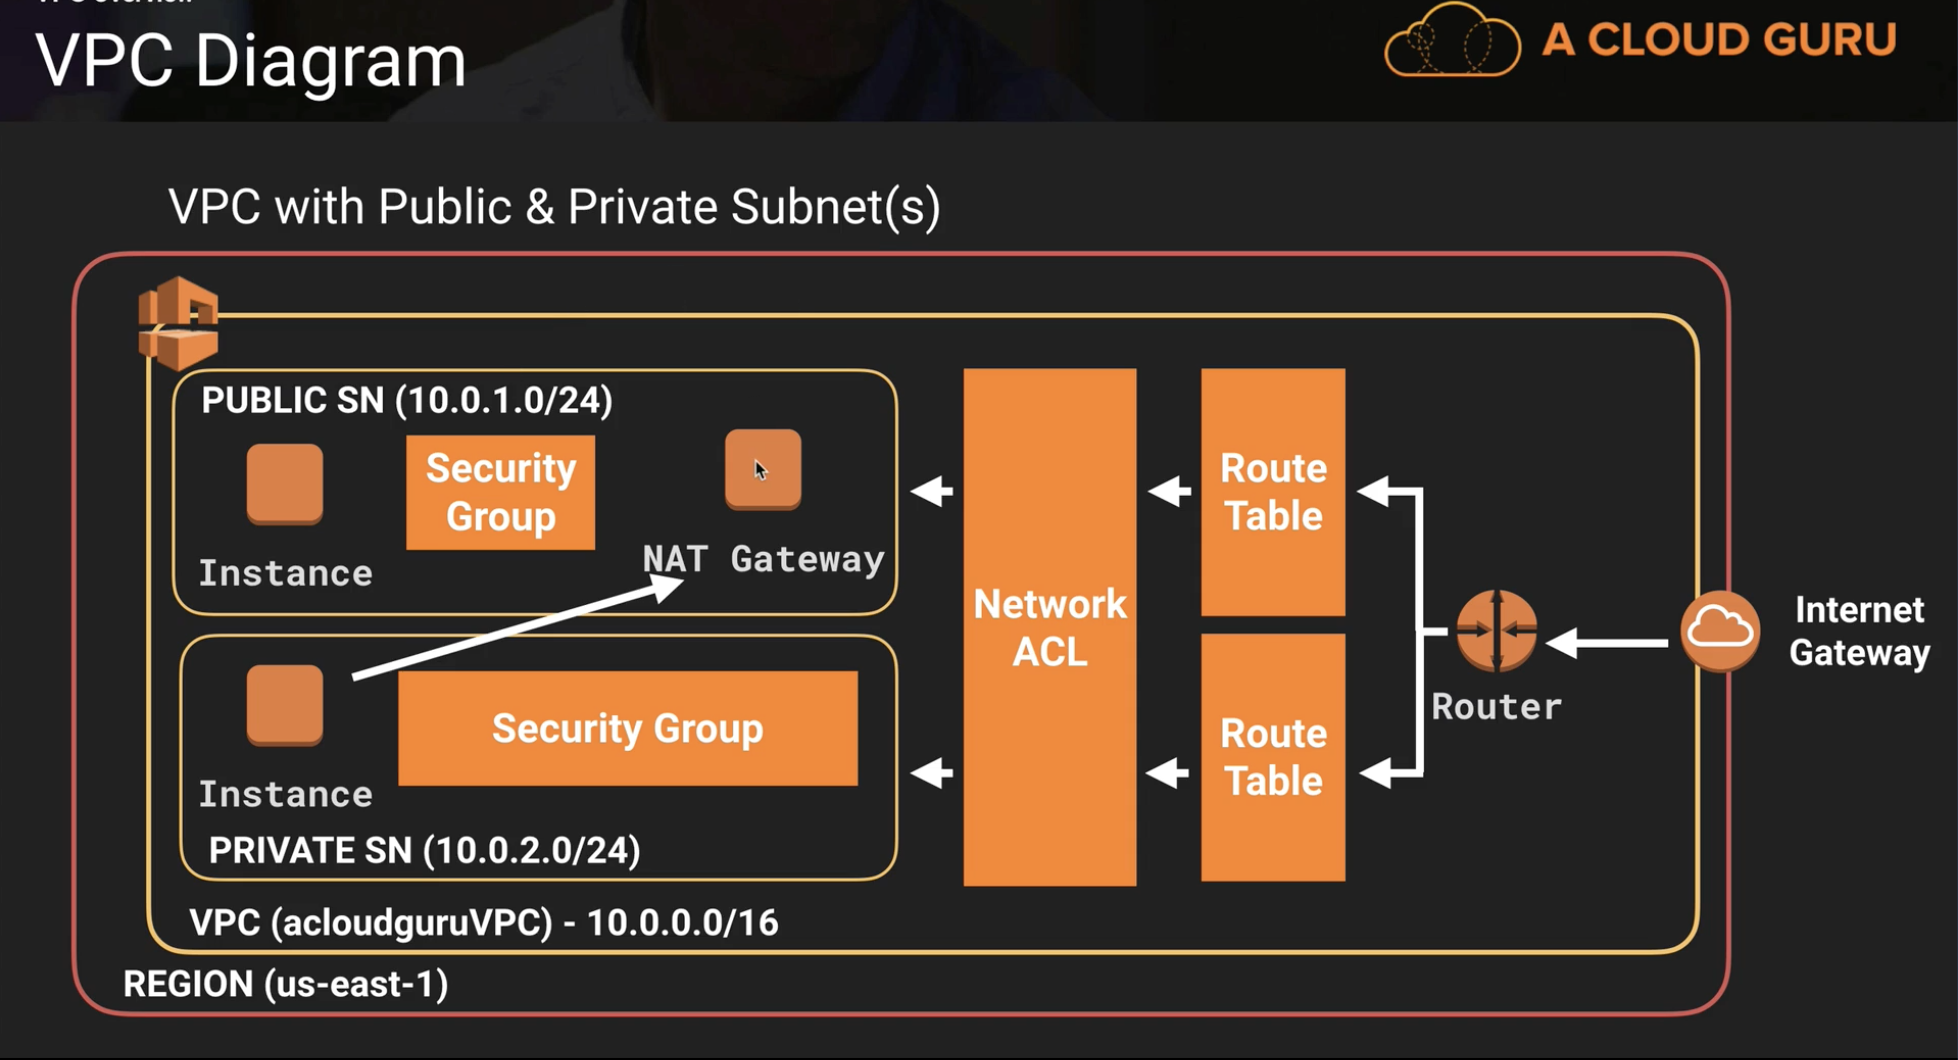 VPC Overview
VPC Diagram
A CLOUD GURU
VPC with Public & Private Subnet(s)
PUBLIC SN (10.0.1.0/24)
Security
Group
Instance
NAT Gateway
Security Group
Instance
PRIVATE SN (10.0.2.0/24)
VPC (acloudguruVPC) - 10.0.0.0/16
REGION (us-east-1)
Network
ACL
Route
Table
Route
Table
Router
Internet
Gateway